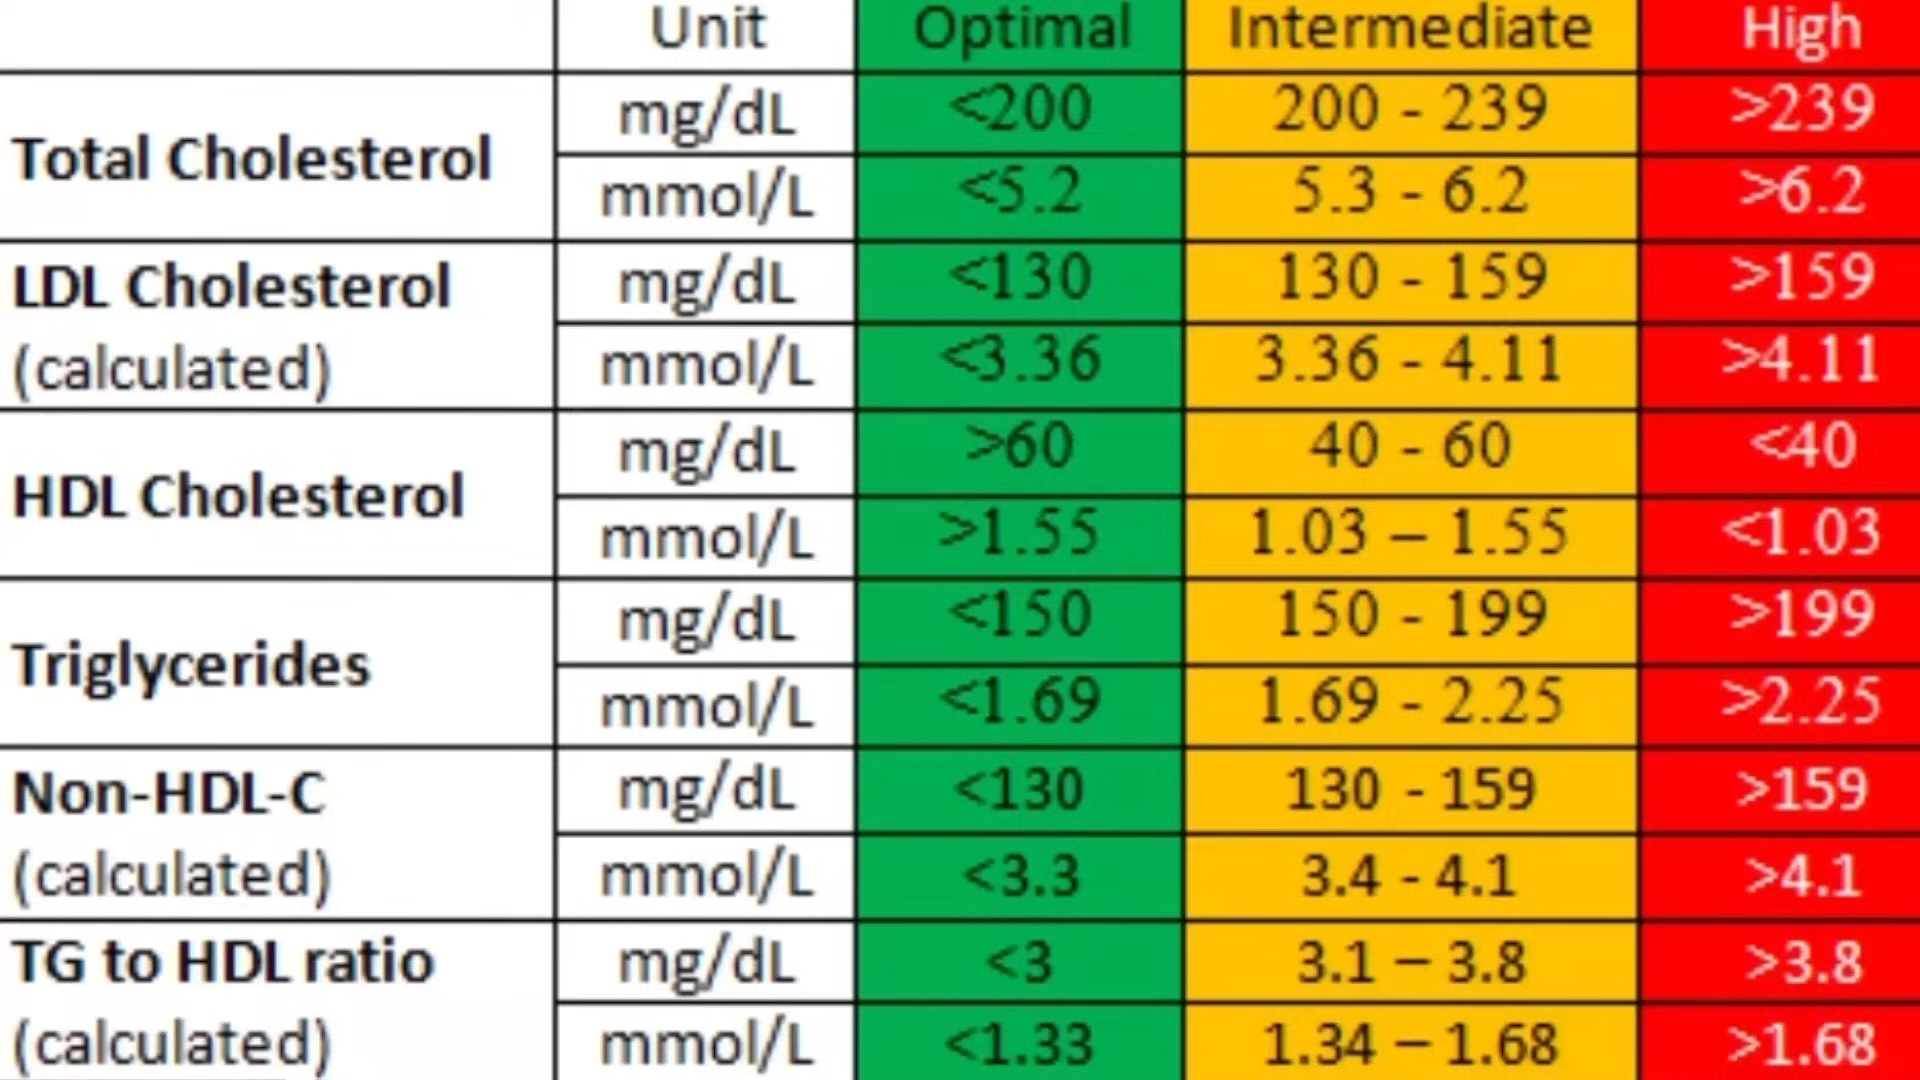 Unit Optimal Intermediate High
Total Cholesterol mg/dL <200 200 - 239 >239
mmol/L <5.2 5.3 - 6.2 >6.2
LDL Cholesterol mg/dL <130 130 - 159 >159
(calculated) mmol/L <3.36 3.36 - 4.11 >4.11
HDL Cholesterol mg/dL >60 40 - 60 <40
mmol/L >1.55 1.03 – 1.55 <1.03
Triglycerides mg/dL <150 150 - 199 >199
mmol/L <1.69 1.69 - 2.25 >2.25
Non-HDL-C mg/dL <130 130 - 159 >159
(calculated) mmol/L <3.3 3.4 - 4.1 >4.1
TG to HDL ratio mg/dL <3 3.1 – 3.8 >3.8
(calculated) mmol/L <1.33 1.34 – 1.68 >1.68